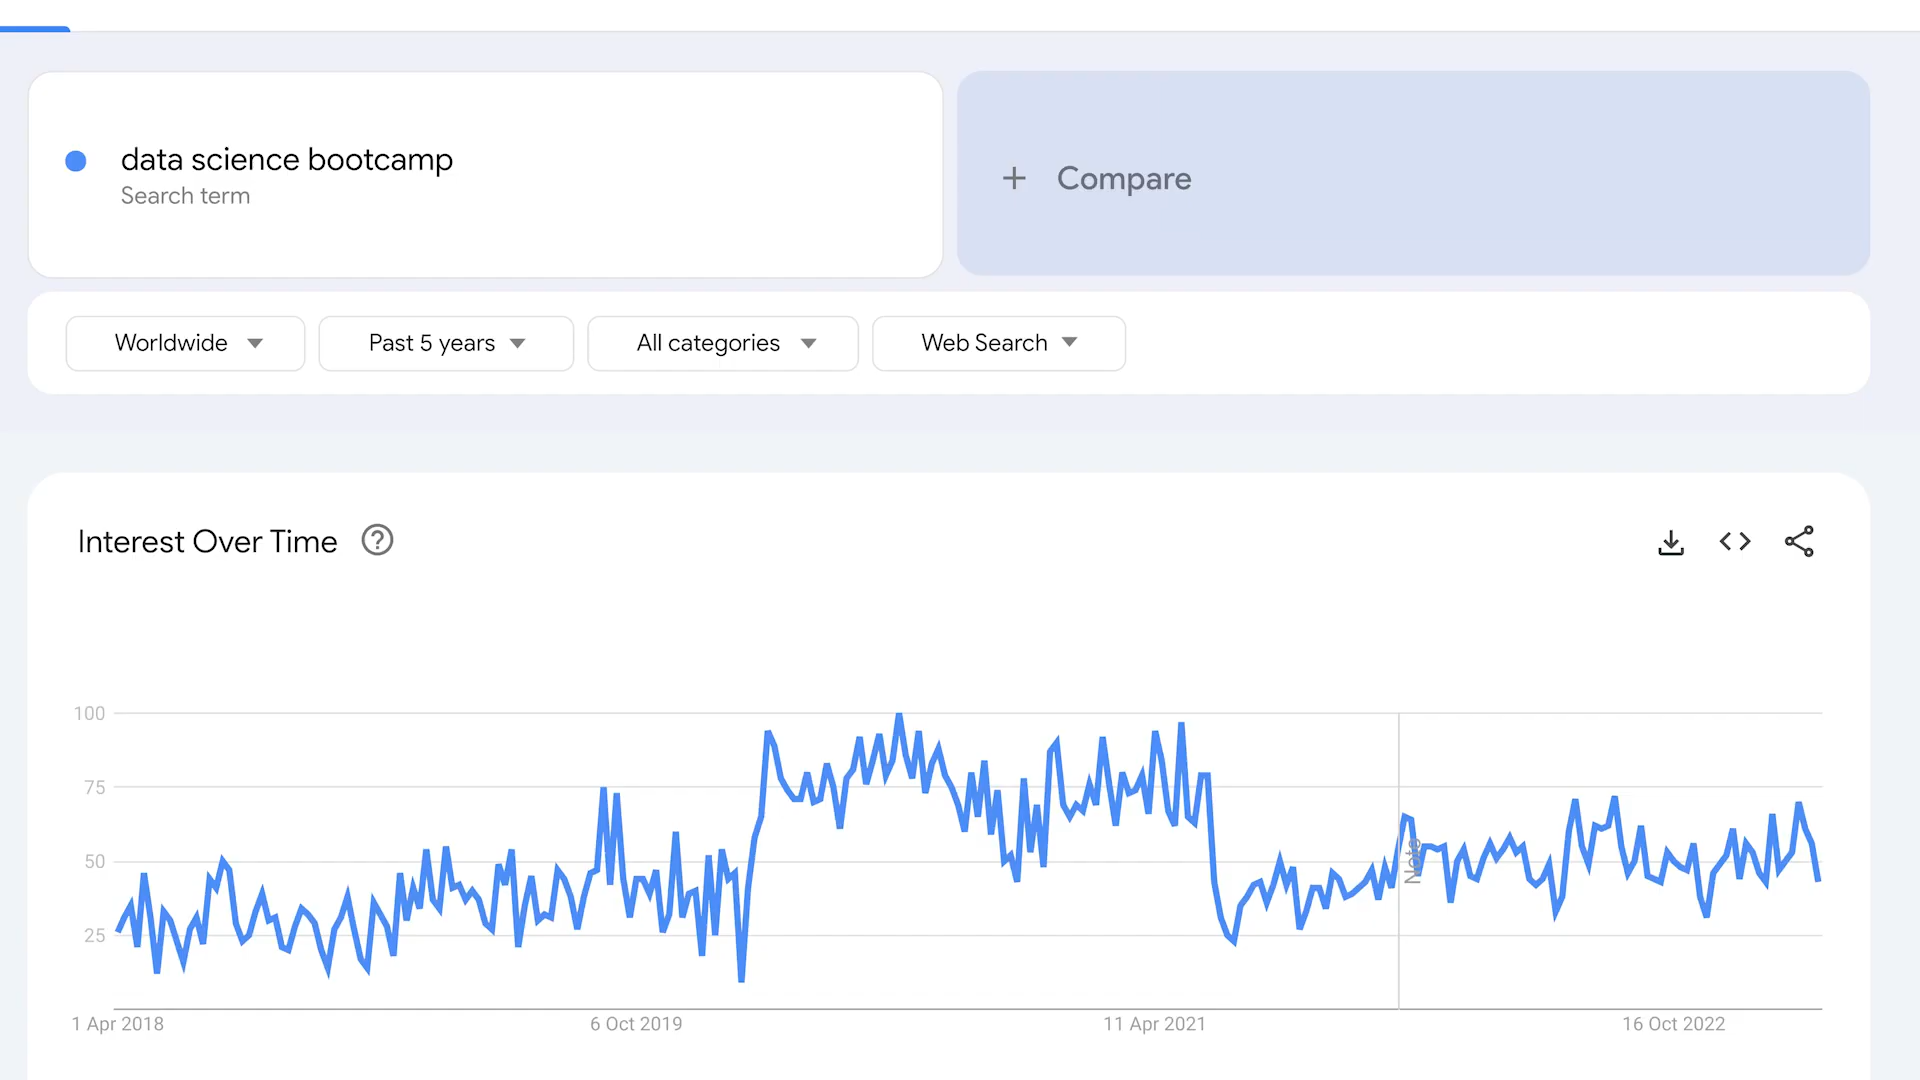 data science bootcamp
Search term
+ Compare
Worldwide
Past 5 years
All categories
Web Search
Interest Over Time ?
100
75
50
25
Note
1 Apr 2018
6 Oct 2019
11 Apr 2021
16 Oct 2022